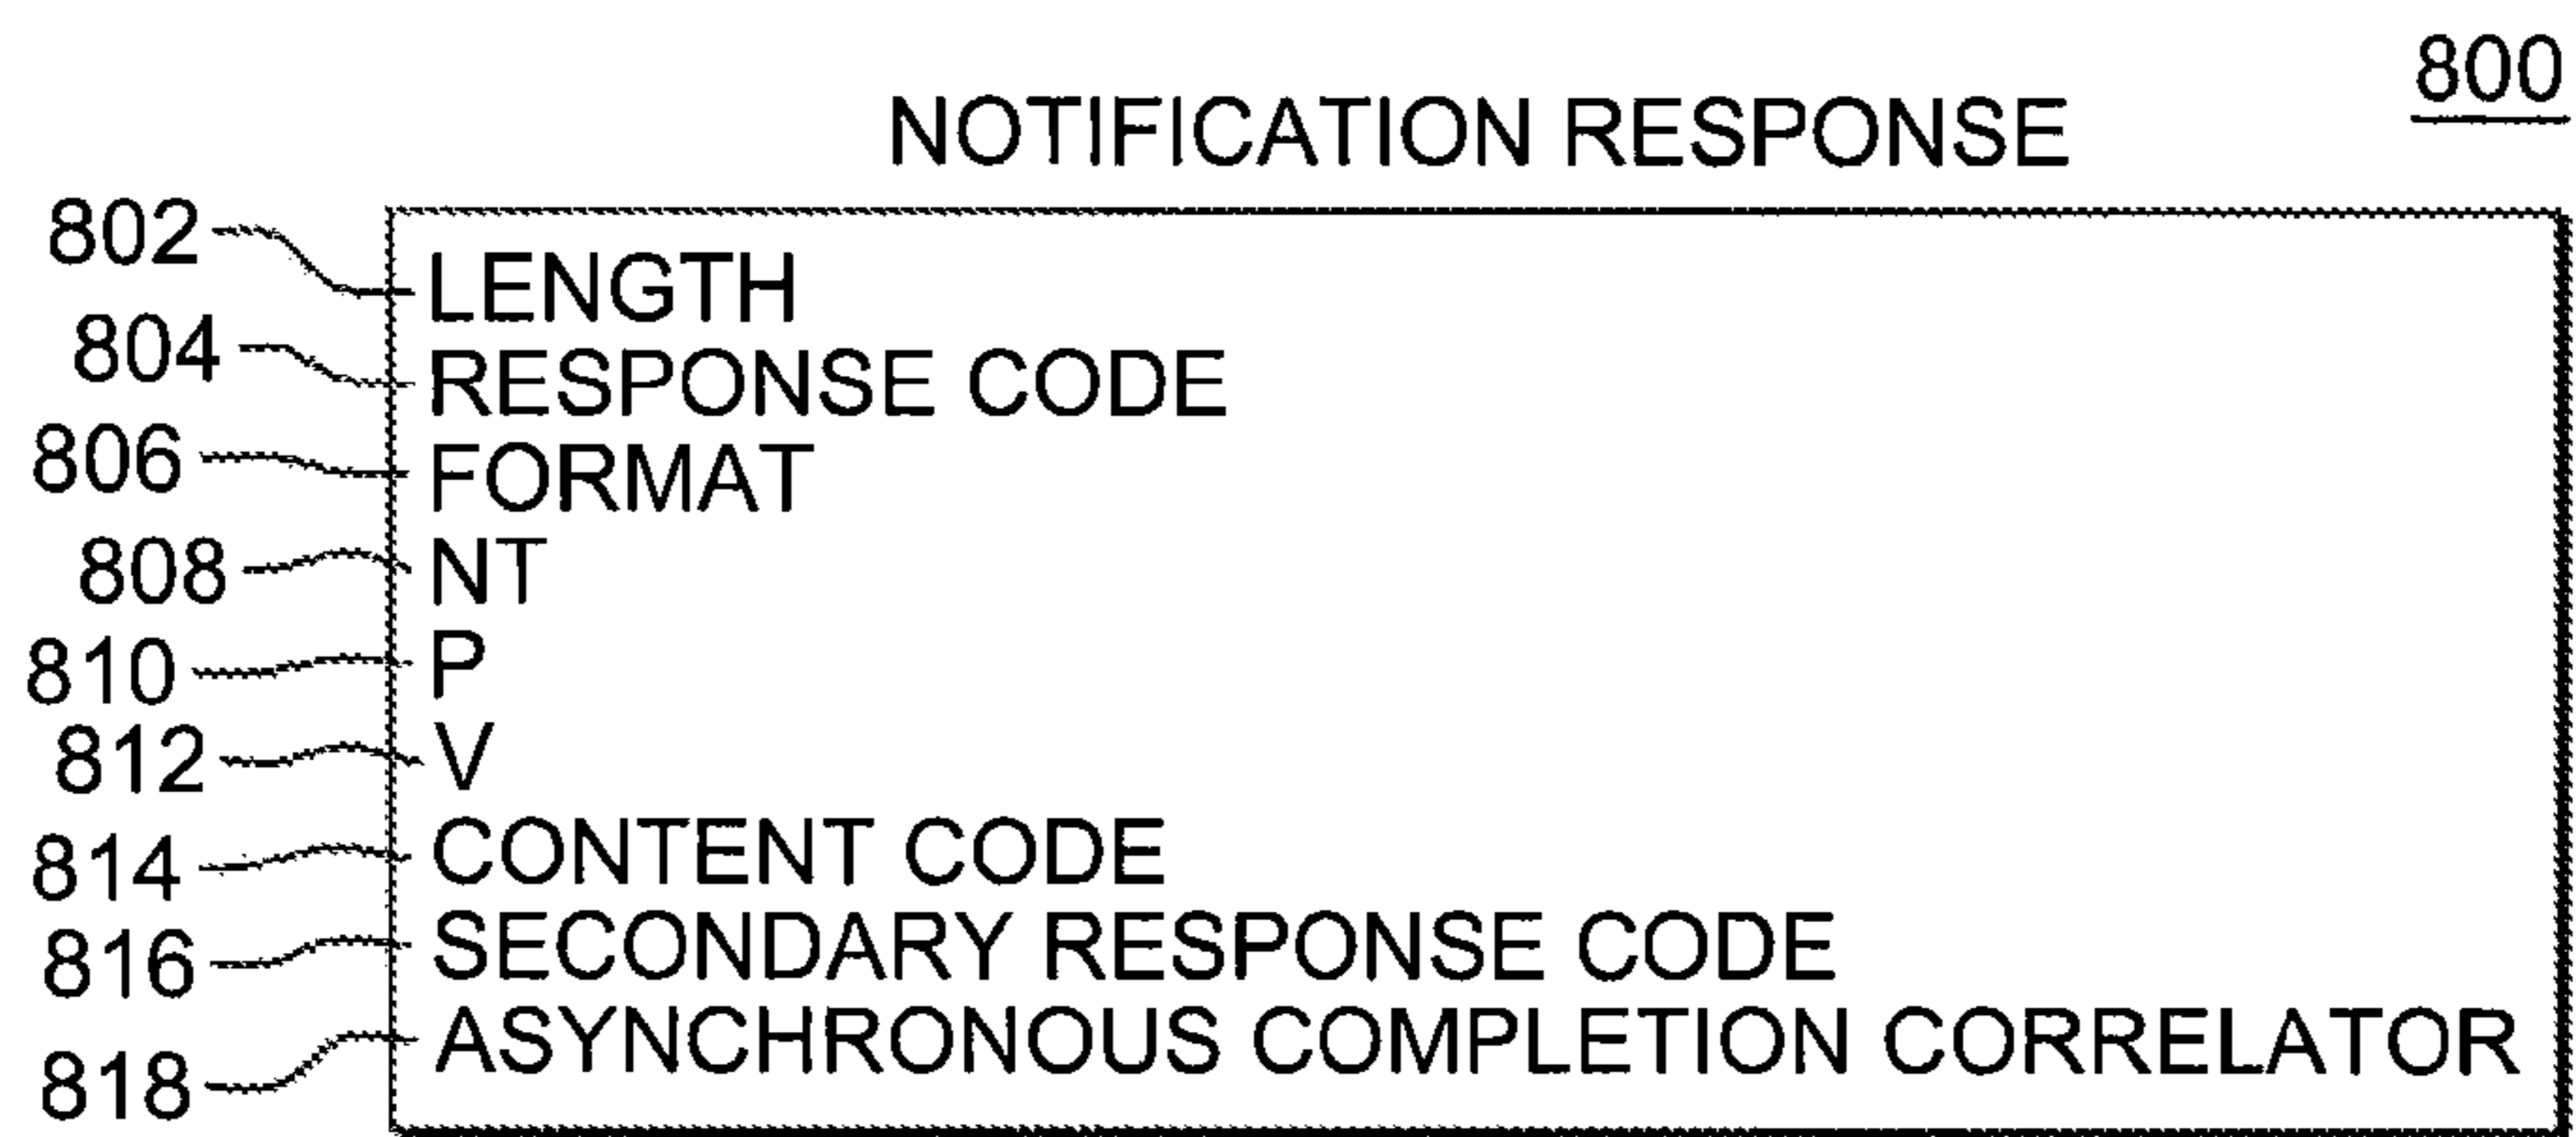 800
NOTIFICATION RESPONSE
802 LENGTH
804 RESPONSE CODE
806 FORMAT
808 NT
810 P
812 V
814 CONTENT CODE
816 SECONDARY RESPONSE CODE
818 ASYNCHRONOUS COMPLETION CORRELATOR